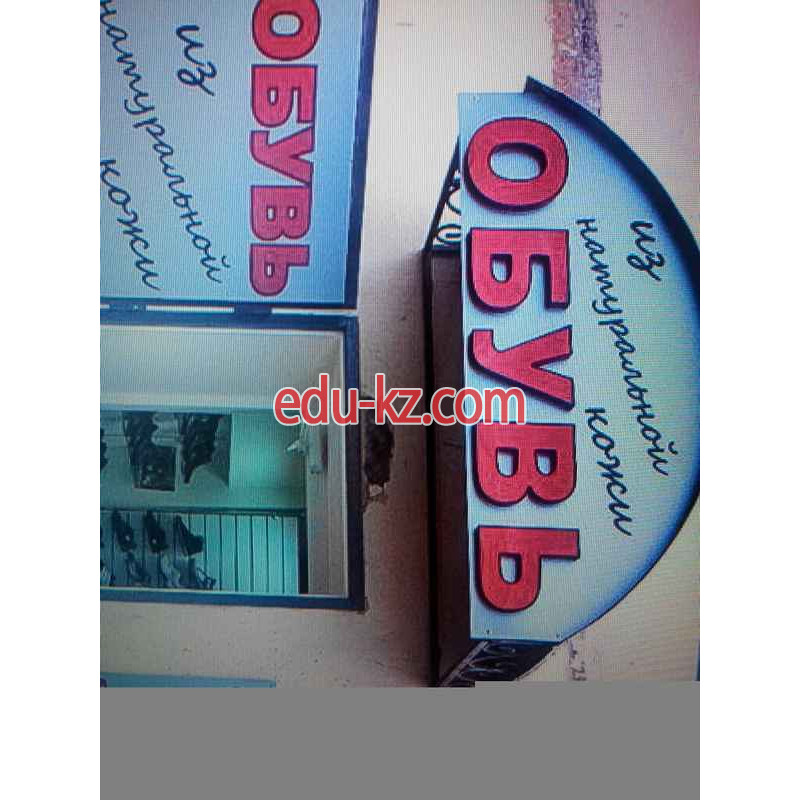 ОБУВЬ
из
натуральной
кожи
ОБУВЬ
из
натуральной
кожи
edu-kz.com